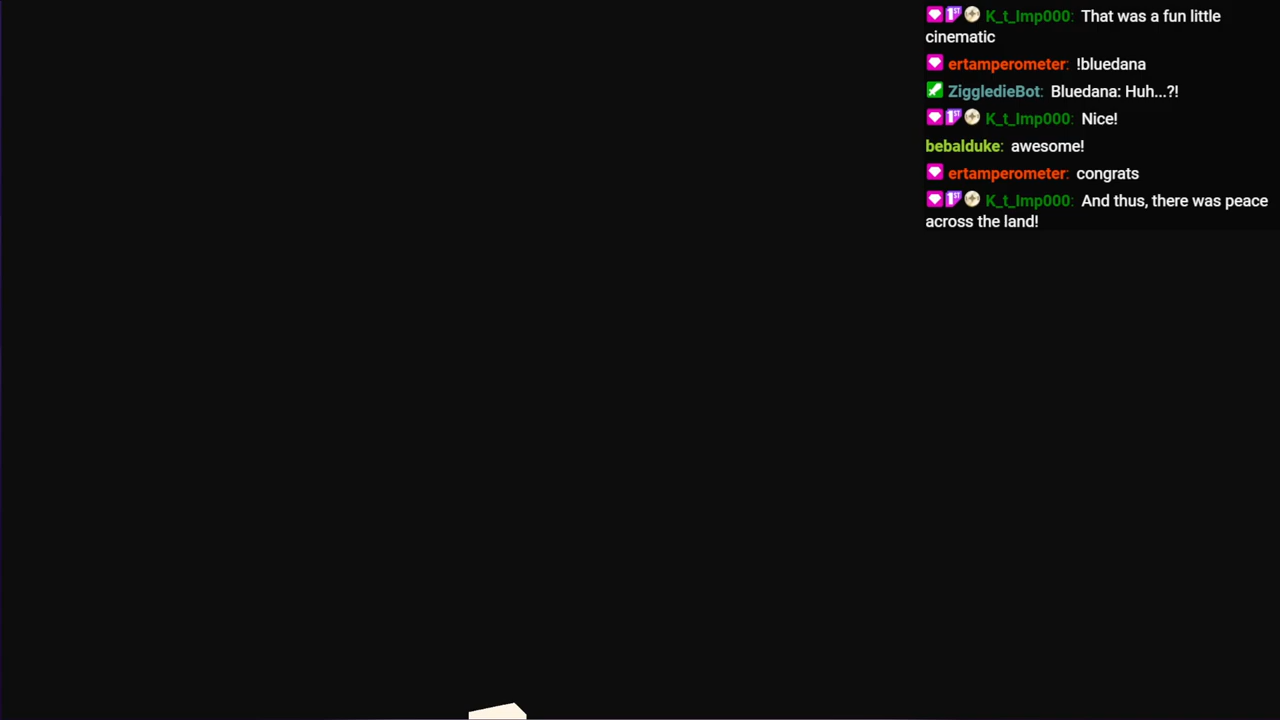 K_t_Imp000: That was a fun little
cinematic
ertamperometer: !bluedana
ZiggledieBot: Bluedana: Huh...?!
K_t_Imp000: Nice!
bebalduke: awesome!
ertamperometer: congrats
K_t_Imp000: And thus, there was peace
across the land!